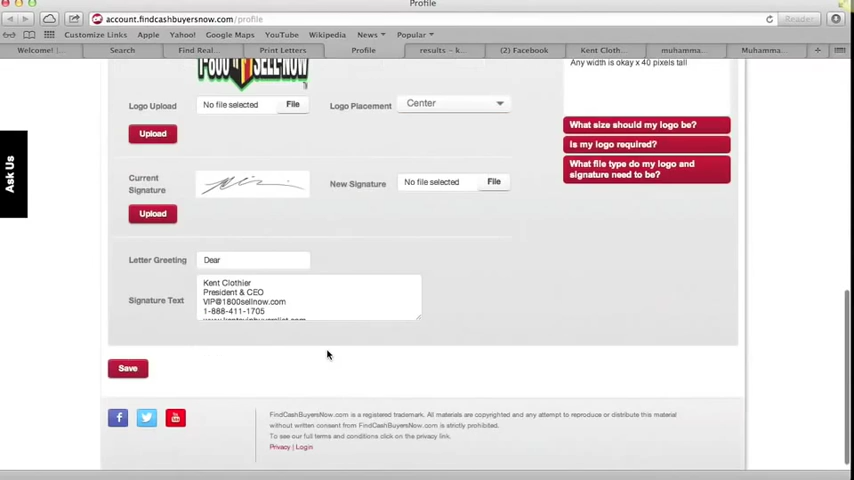 Profile
account.findcashbuyersnow.com/profile
Reader
Customize Links Apple Yahoo! Google Maps YouTube Wikipedia News Popular
Welcome! | Search Find Real... Print Letters Profile results – k... (2) Facebook Kent Cloth... muhamma... Muhamma...
1-800 SELL-NOW
Any width is okay x 40 pixels tall
Logo Upload No file selected File Logo Placement Center
Upload
What size should my logo be?
Is my logo required?
What file type do my logo and
signature need to be?
Ask Us
Current
Signature
New Signature No file selected File
Upload
Letter Greeting Dear
Signature Text
Kent Clothier
President & CEO
VIP@1800sellnow.com
1-888-411-1705
Save
FindCashBuyersNow.com is a registered trademark. All materials are copyrighted and any attempt to reproduce or distribute this material
without written consent from FindCashBuyersNow.com is strictly prohibited.
To see our full terms and conditions click on the privacy link.
Privacy | Login